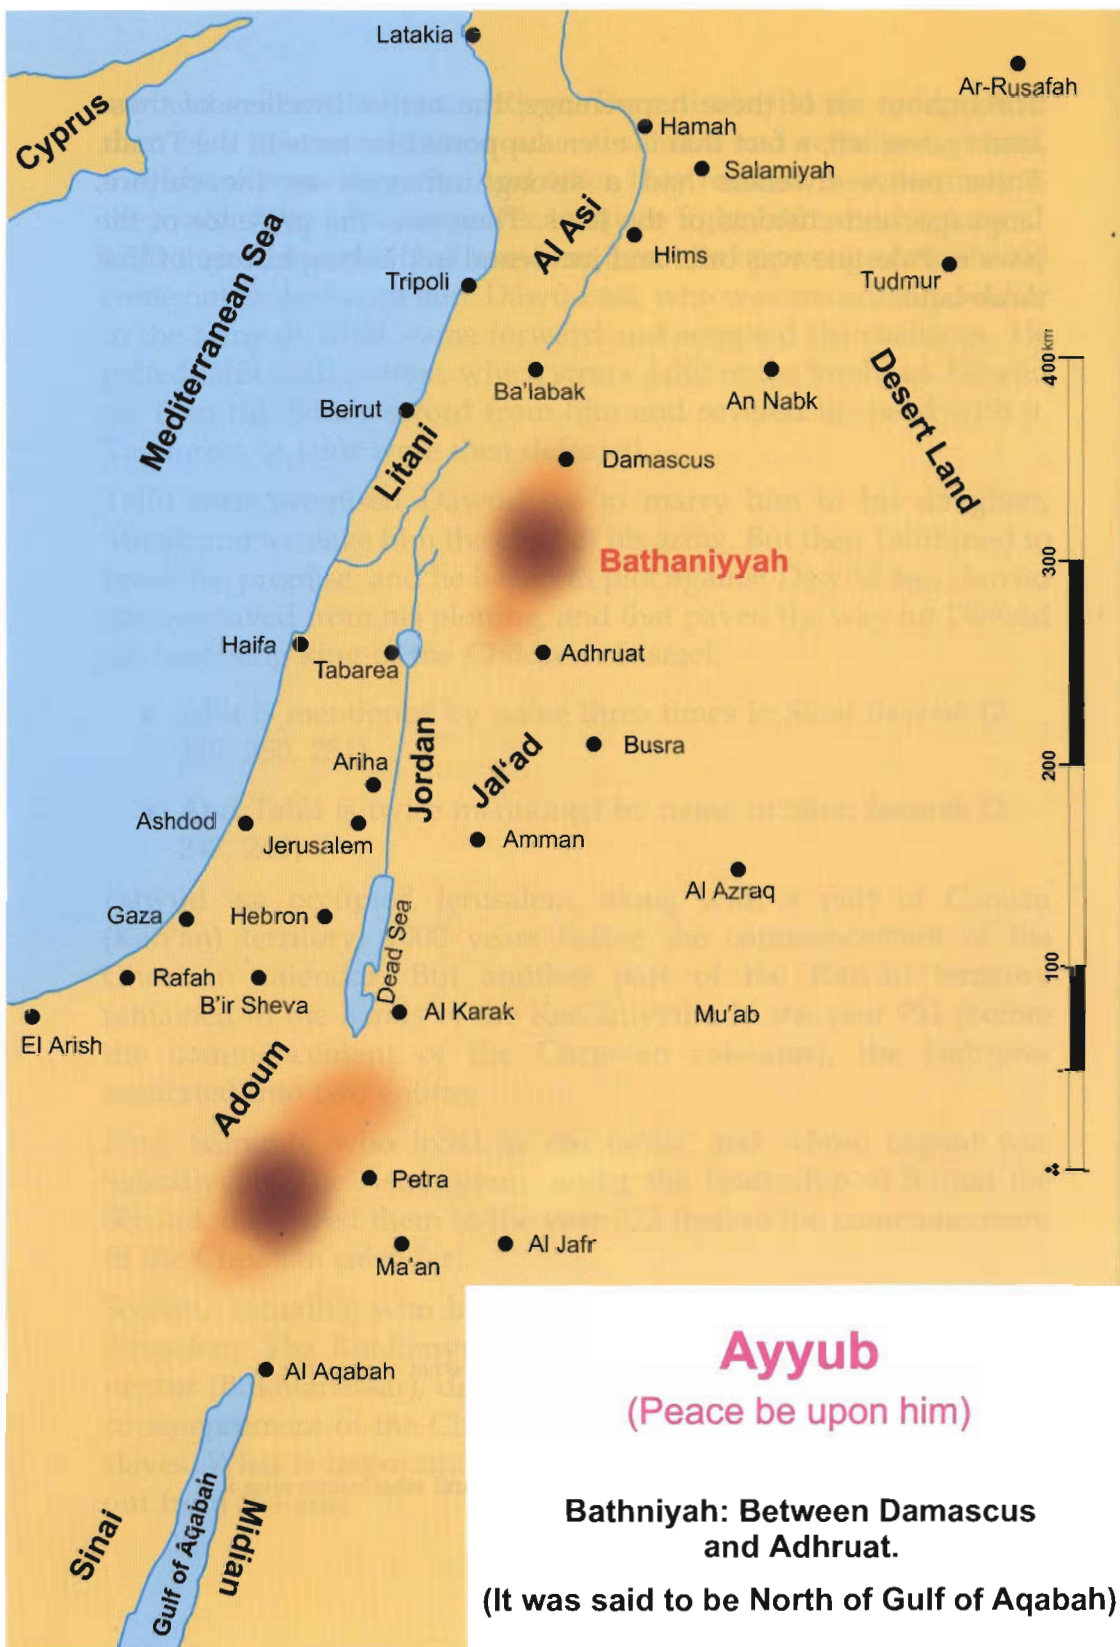 Latakia
Ar-Rusafah
Cyprus
Hamah
Salamiyah
Al Asi
Hims
Mediterranean Sea
Tripoli
Tudmur
400km
Desert Land
Ba'labak
An Nabk
Beirut
Litani
Damascus
Bathaniyyah
300
Haifa
Tabarea
Adhruat
Jordan
Jal'ad
Busra
Ariha
200
Ashdod
Jerusalem
Amman
Al Azraq
Gaza
Hebron
Dead Sea
Rafah
B'ir Sheva
100
Al Karak
Mu'ab
El Arish
Adoum
Petra
Ma'an
Al Jafr
Al Aqabah
Sinai
Gulf of Aqabah
Midian
Ayyub
(Peace be upon him)
Bathniyah: Between Damascus
and Adhruat.
(It was said to be North of Gulf of Aqabah)